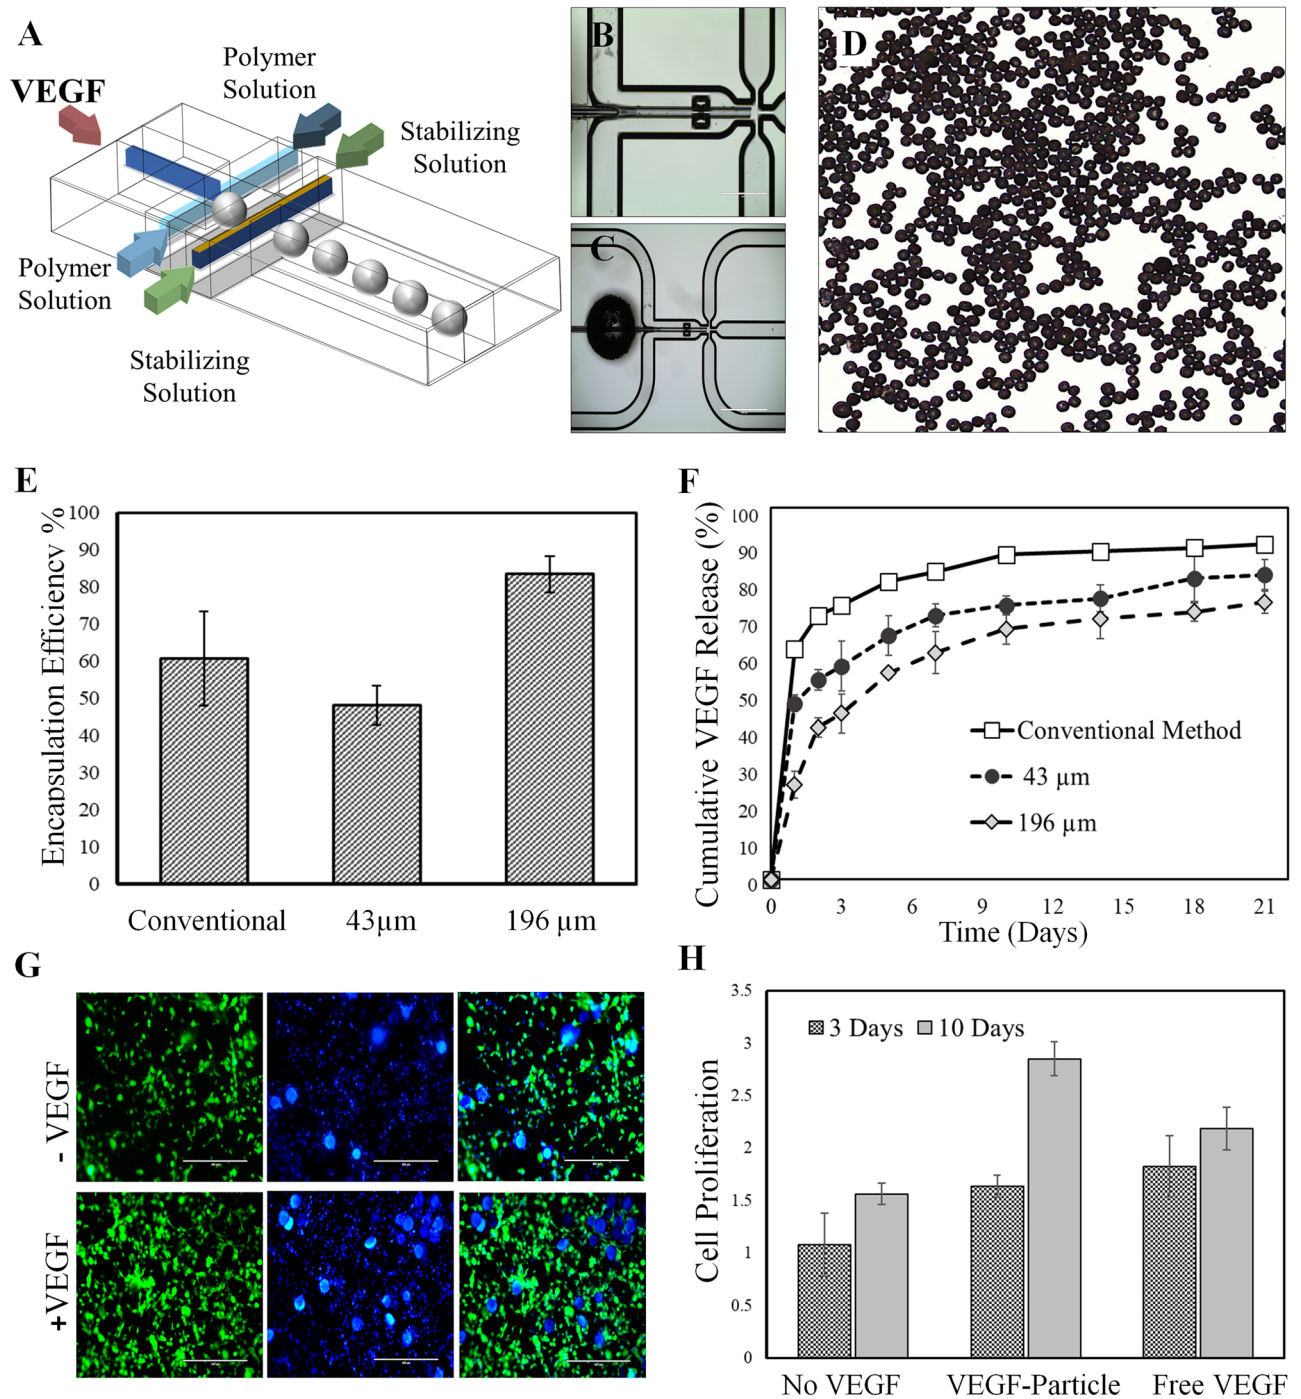 A
VEGF
Polymer
Solution
Stabilizing
Solution
Polymer
Solution
Stabilizing
Solution
B
C
D
E
Encapsulation Efficiency %
100
90
80
70
60
50
40
30
20
10
0
Conventional
43µm
196 µm
F
Cumulative VEGF Release (%)
100
90
80
70
60
50
40
30
20
10
0
Conventional Method
43 µm
196 µm
0
3
6
9
12
15
18
21
Time (Days)
G
- VEGF
+VEGF
H
Cell Proliferation
3.5
3
2.5
2
1.5
1
0.5
0
3 Days
10 Days
No VEGF
VEGF-Particle
Free VEGF